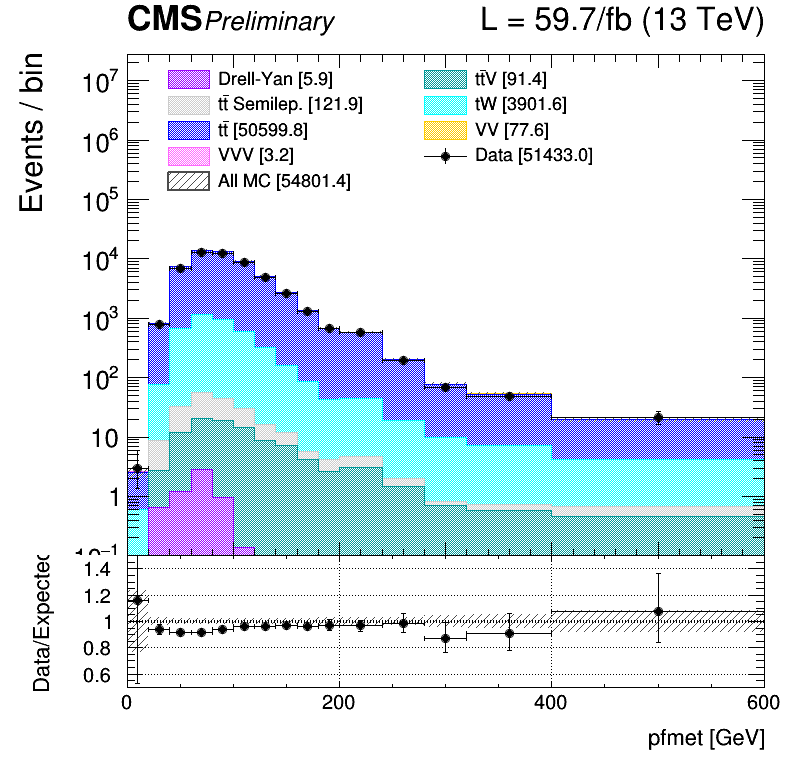 CMS Preliminary L = 59.7/fb (13 TeV)
Events / bin
10⁷
10⁶
10⁵
10⁴
10³
10²
10
1
10⁻¹
Drell-Yan [5.9]
tt̄ Semilep. [121.9]
tt̄ [50599.8]
VVV [3.2]
All MC [54801.4]
tt̄V [91.4]
tW [3901.6]
VV [77.6]
Data [51433.0]
Data/Expected
1.4
1.2
1
0.8
0.6
0 200 400 600
pfmet [GeV]